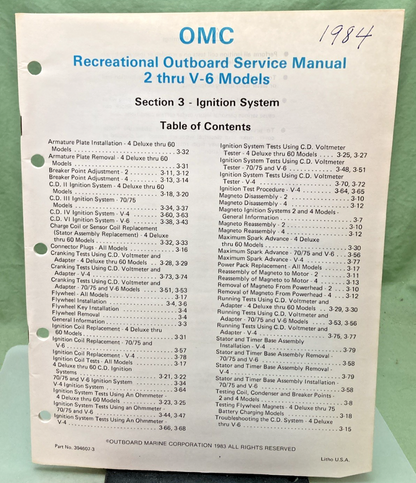 OMC
1984
Recreational Outboard Service Manual
2 thru V-6 Models
Section 3 - Ignition System
Table of Contents
Armature Plate Installation - 4 Deluxe thru 60
Models 3-32
Armature Plate Removal - 4 Deluxe thru 60
Models 3-31
Breaker Point Adjustment - 2 3-11, 3-12
Breaker Point Adjustment - 4 3-13, 3-14
C.D. II Ignition System - 4 Deluxe thru 60
Models 3-18, 3-20
C.D. III Ignition System - 70/75
Models 3-34, 3-37
C.D. IV Ignition System - V-4 3-60, 3-63
C.D. VI Ignition System - V-6 3-38, 3-43
Charge Coil or Sensor Coil Replacement
(Stator Assembly Replacement) - 4 Deluxe
thru 60 Models 3-32, 3-33
Connector Plugs - All Models 3-16
Cranking Tests Using C.D. Voltmeter and
Adapter - 4 Deluxe thru 60 Models 3-28, 3-29
Cranking Tests Using C.D. Voltmeter and
Adapter - V-4 3-73, 3-74
Cranking Tests Using C.D. Voltmeter and
Adapter - 70/75 and V-6 Models 3-51, 3-53
Flywheel - All Models 3-17
Flywheel Installation 3-4, 3-6
Flywheel Key Installation 3-4
Flywheel Removal 3-4
General Information 3-3
Ignition Coil Replacement - 4 Deluxe thru
60 Models 3-31
Ignition Coil Replacement - 70/75 and
V-6 3-57
Ignition Coil Replacement - V-4 3-78
Ignition Coil Tests - All Models 3-17
4 Deluxe thru 60 C.D. Ignition
Systems 3-21, 3-22
70/75 and V-6 Ignition System 3-34
V-4 Ignition System 3-64
Ignition System Tests Using An Ohmmeter -
4 Deluxe thru 60 Models 3-23, 3-25
Ignition System Tests Using An Ohmmeter -
70/75 and V-6 3-44, 3-47
Ignition System Tests Using An Ohmmeter -
V-4 3-66, 3-68
Ignition System Tests Using C.D. Voltmeter
Tester - 4 Deluxe thru 60 Models 3-25, 3-27
Ignition System Tests Using C.D. Voltmeter
Tester - 70/75 and V-6 3-48, 3-51
Ignition System Tests Using C.D. Voltmeter
Tester - V-4 3-70, 3-72
Ignition Test Procedure - V-4 3-64, 3-65
Magneto Disassembly - 2 3-10
Magneto Disassembly - 4 3-12
Magneto Ignition Systems 2 and 4 Models -
General Information 3-7
Magneto Reassembly - 2 3-10
Magneto Reassembly - 4 3-12
Maximum Spark Advance - 4 Deluxe
thru 60 Models 3-30
Maximum Spark Advance - 70/75 and V-6 3-56
Maximum Spark Advance - V-4 3-77
Power Pack Replacement - All Models 3-17
Reassembly of Magneto to Motor - 2 3-11
Reassembly of Magneto to Motor - 4 3-13
Removal of Magneto From Powerhead - 2 3-10
Removal of Magneto From Powerhead - 4 3-12
Running Tests Using C.D. Voltmeter and
Adapter - 4 Deluxe thru 60 Models 3-29, 3-30
Running Tests Using C.D. Voltmeter and
Adapter - 70/75 and V-6 Models 3-53, 3-56
Running Tests Using C.D. Voltmeter and
Adapter - V-4 3-75, 3-77
Stator and Timer Base Assembly
Installation - V-4 3-79
Stator and Timer Base Assembly Removal -
70/75 and V-6 3-58
Stator and Timer Base Assembly Removal -
V-4 3-79
Stator and Timer Base Assembly Installation -
70/75 and V-6 3-58
Testing Coil, Condenser and Breaker Points -
2 and 4 Models 3-8
Testing Flywheel Magnets - 4 Deluxe thru 75
Battery Charging Models 3-18
Troubleshooting the C.D. System - 4 Deluxe
thru V-6 3-15
©OUTBOARD MARINE CORPORATION 1983 ALL RIGHTS RESERVED
Part No. 394607-3
Litho U.S.A.